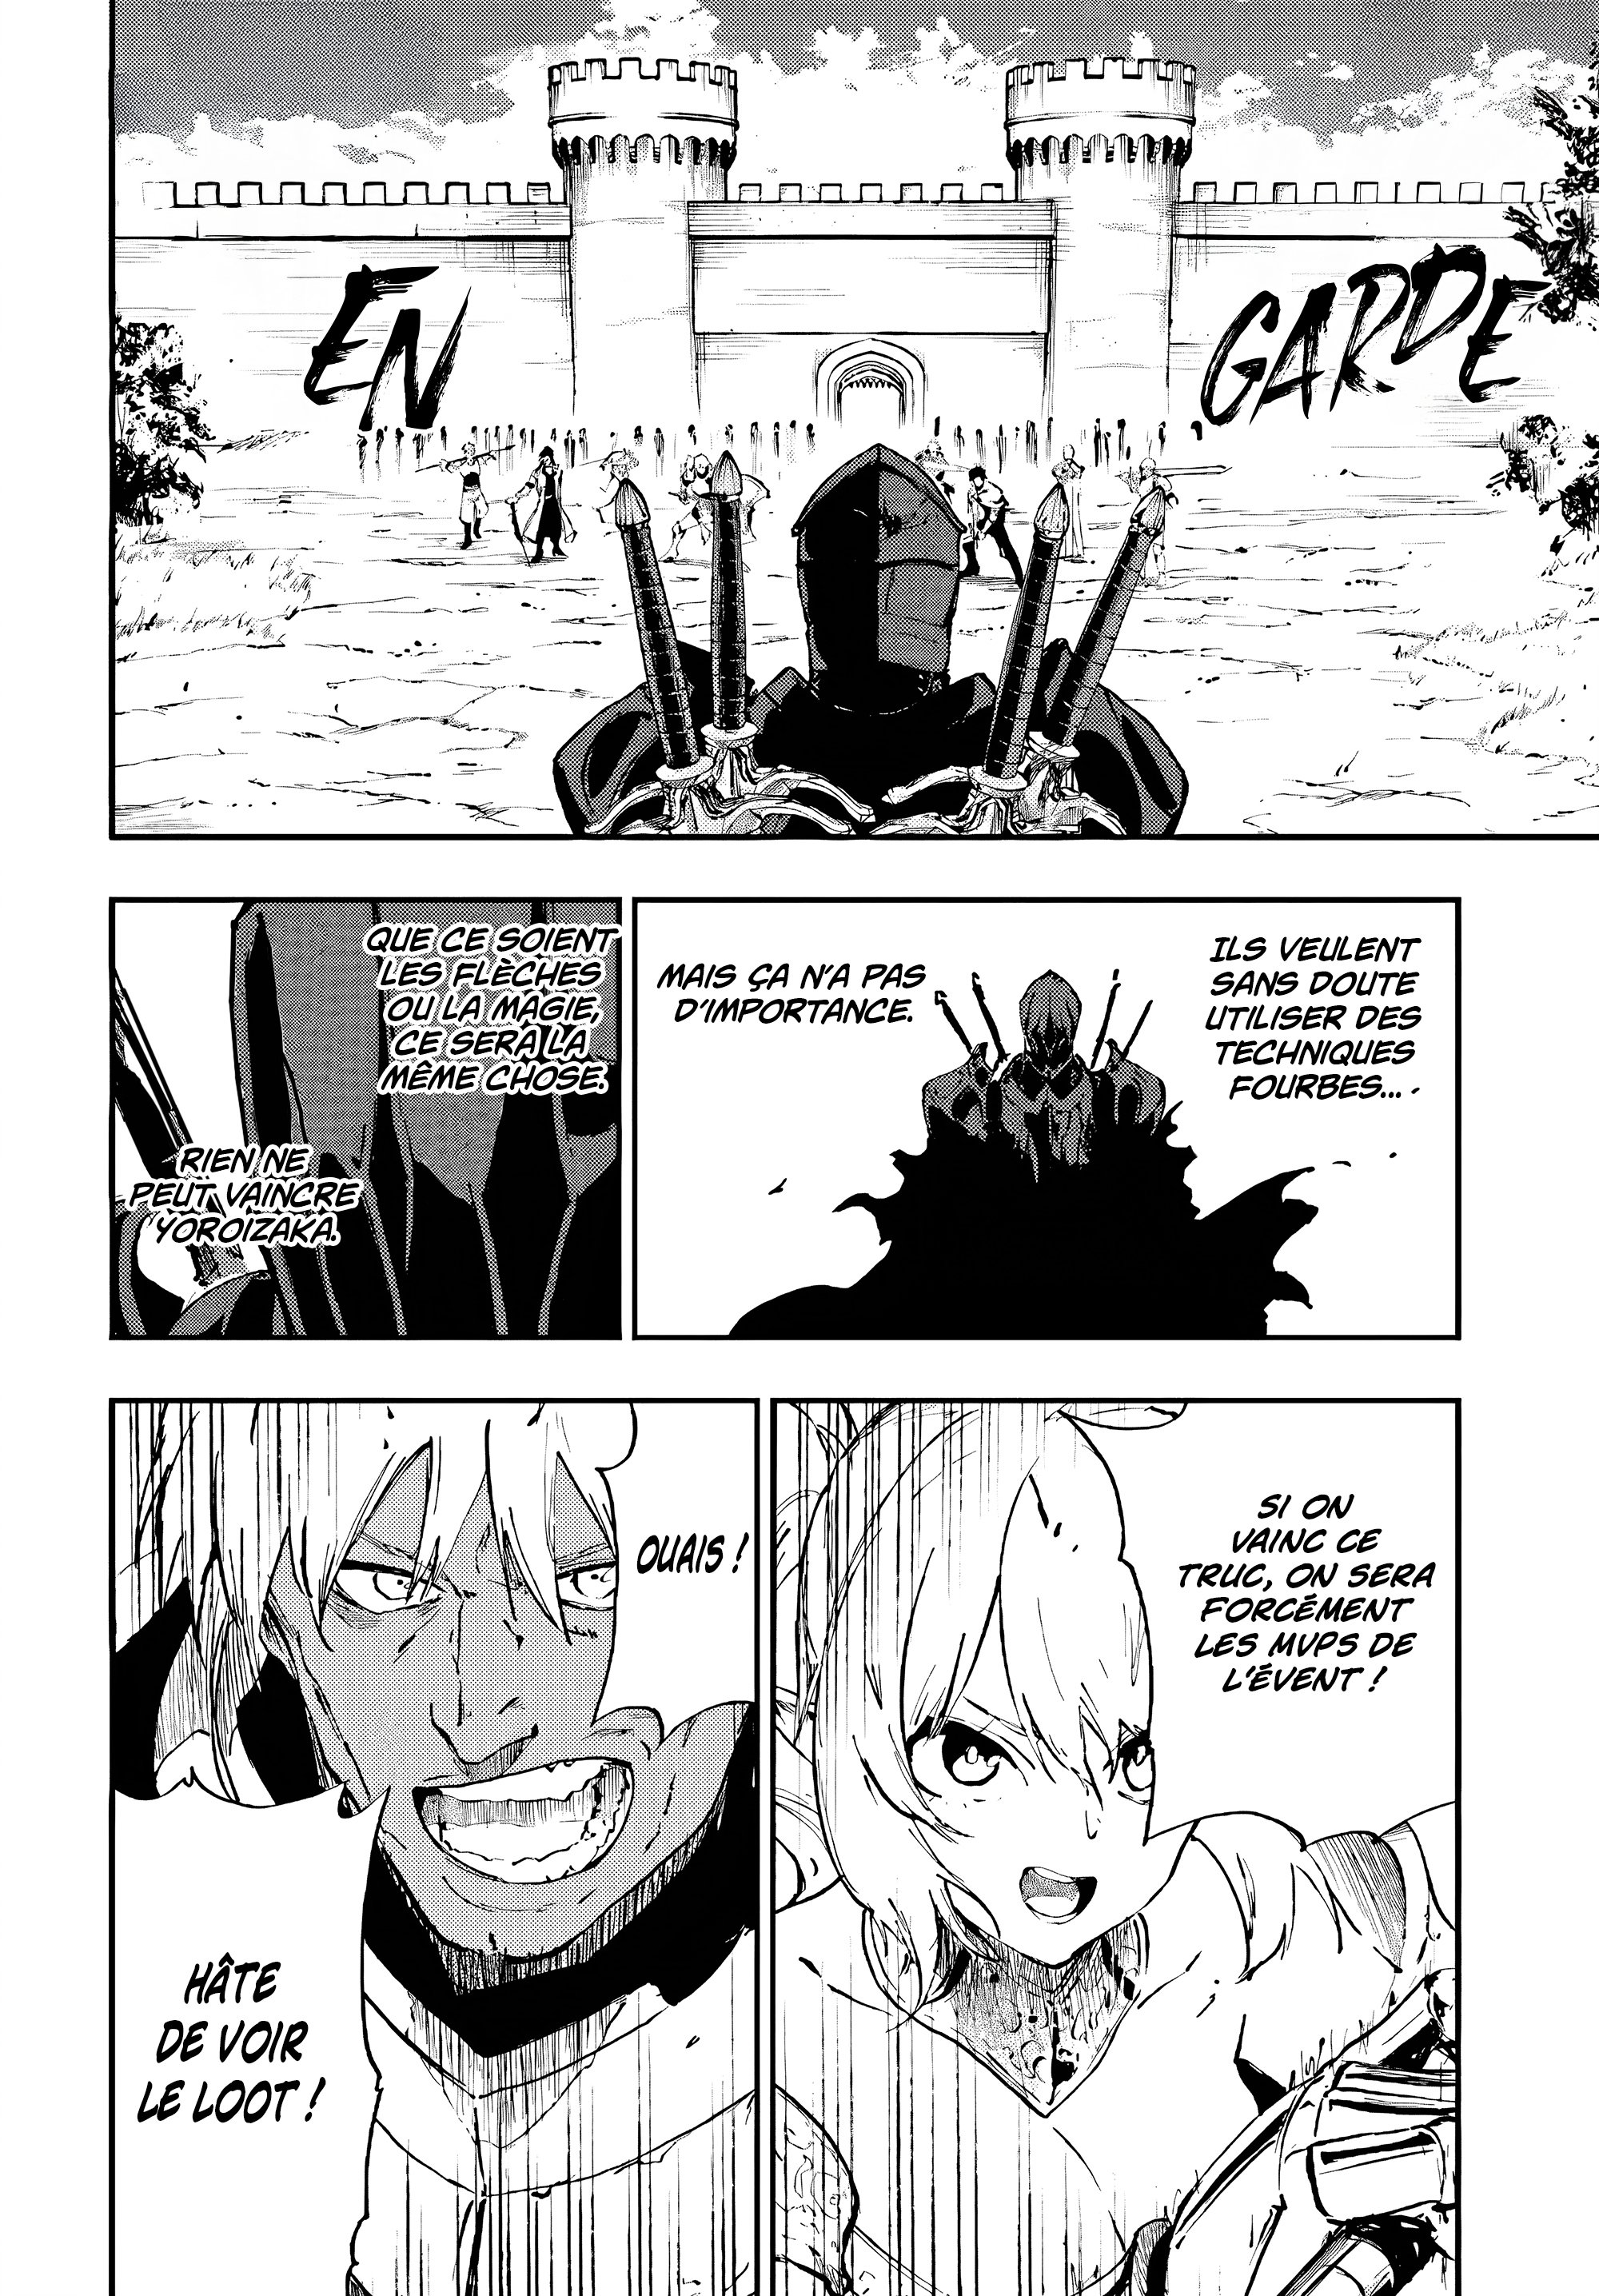 EN
GARDE
ILS VEULENT
SANS DOUTE
UTILISER DES
TECHNIQUES
FOURBES...
MAIS ÇA N'A PAS
D'IMPORTANCE.
QUE CE SOIENT
LES FLÈCHES
OU LA MAGIE,
CE SERA LA
MÊME CHOSE.
RIEN NE
PEUT VAINCRE
YOROIZAKA.
SI ON
VAINC CE
TRUC, ON SERA
FORCÉMENT
LES MVPS DE
L'ÉVENT !
OUAIS !
HÂTE
DE VOIR
LE LOOT !